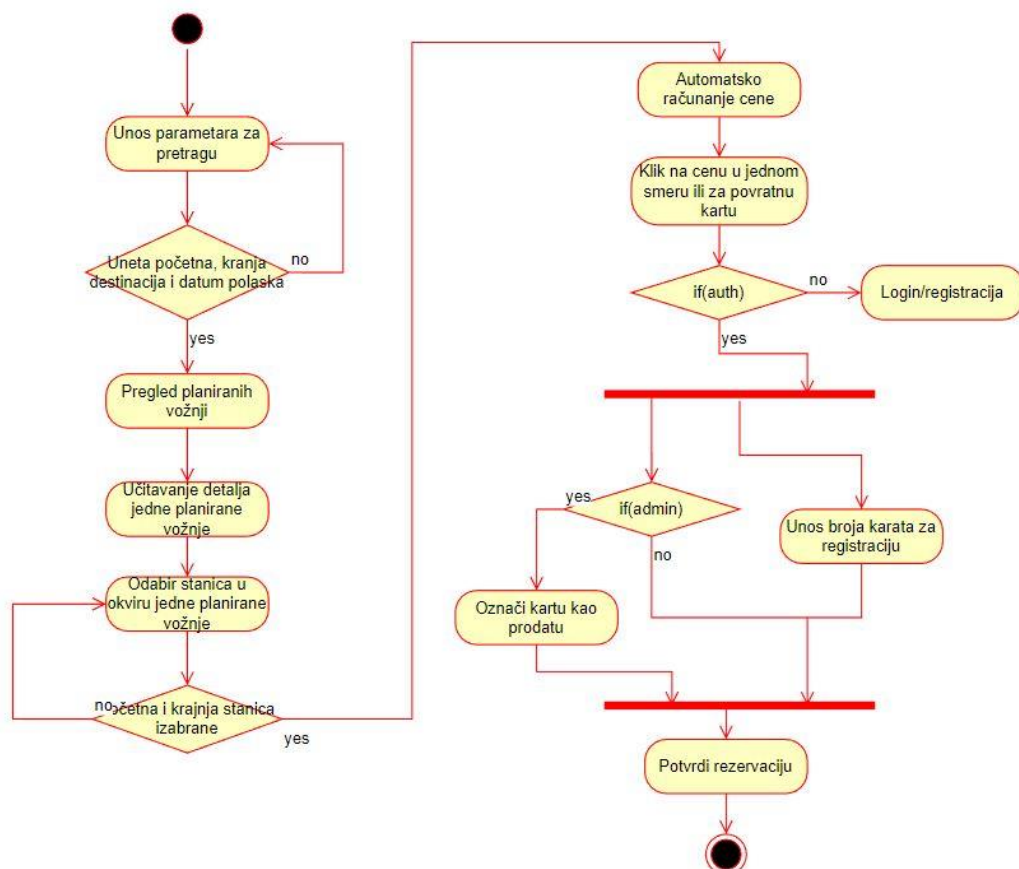 Unos parametara za
pretragu
Uneta početna, kranja
destinacija i datum polaska
no
yes
Pregled planiranih
vožnji
Učitavanje detalja
jedne planirane
vožnje
Odabir stanica u
okviru jedne planirane
vožnje
no
očetna i krajnja stanica
izabrane
yes
Automatsko
računanje cene
Klik na cenu u jednom
smeru ili za povratnu
kartu
if(auth)
no
Login/registracija
yes
yes
if(admin)
no
Unos broja karata za
registraciju
Označi kartu kao
prodatu
Potvrdi rezervaciju